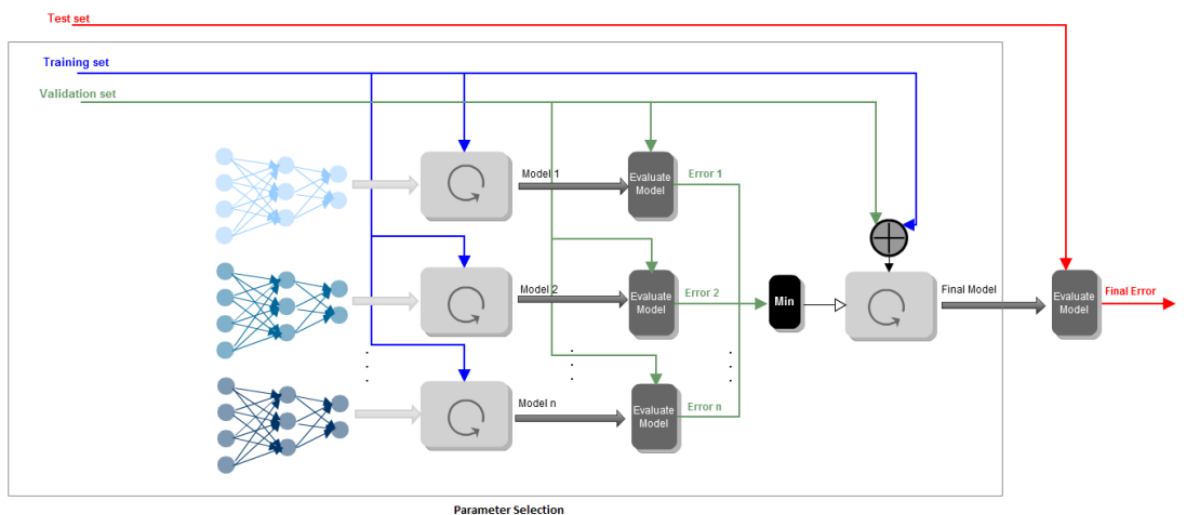 Test set
Training set
Validation set
Model 1
Evaluate
Model
Error 1
Model 2
Evaluate
Model
Error 2
Min
Final Model
Evaluate
Model
Final Error
Model n
Evaluate
Model
Error n
Parameter Selection